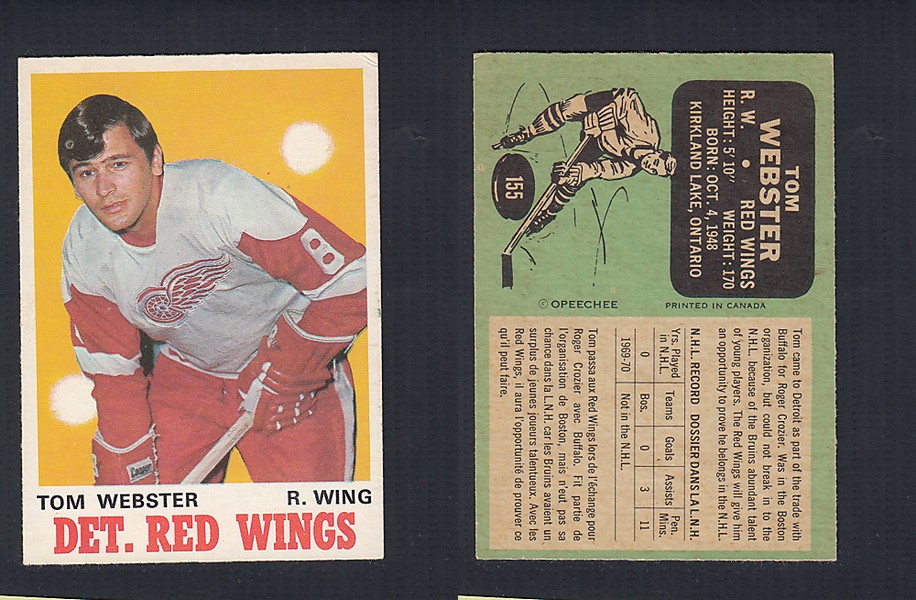 8
Cooper
TOM WEBSTER R. WING
DET. RED WINGS
TOM
WEBSTER
R. W. • RED WINGS
HEIGHT: 5'10" WEIGHT: 170
BORN: OCT. 4, 1948
KIRKLAND LAKE, ONTARIO
155
© OPEECHEE PRINTED IN CANADA
Tom came to Detroit as part of the trade with
Buffalo for Roger Crozier. Was in the Boston
organization, but could not break in to the
N.H.L. because of the Bruins abundant talent
of young players. The Red Wings will give him
an opportunity to prove he belongs in the N.H.L.
N.H.L. RECORD DOSSIER DANS LA L.N.H.
Yrs. Played in N.H.L. Teams Goals Assists Pen. Mins.
0 Bos. 0 3 11
1969-70 Not in the N.H.L.
Tom passa aux Red Wings lors de l'échange pour
Roger Crozier avec Buffalo. Fit partie de
l'organisation de Boston, mais n'eut pas sa
chance dans la L.N.H. car les Bruins avaient un
surplus de jeunes joueurs talentueux. Avec les
Red Wings, il aura l'opportunité de prouver ce
qu'il peut faire.